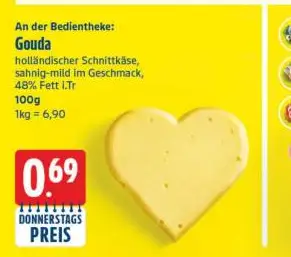 An der Bedientheke:
Gouda
holländischer Schnittkäse,
sahnig-mild im Geschmack,
48% Fett i.Tr
100g
1kg = 6,90
0.69
DONNERSTAGS
PREIS